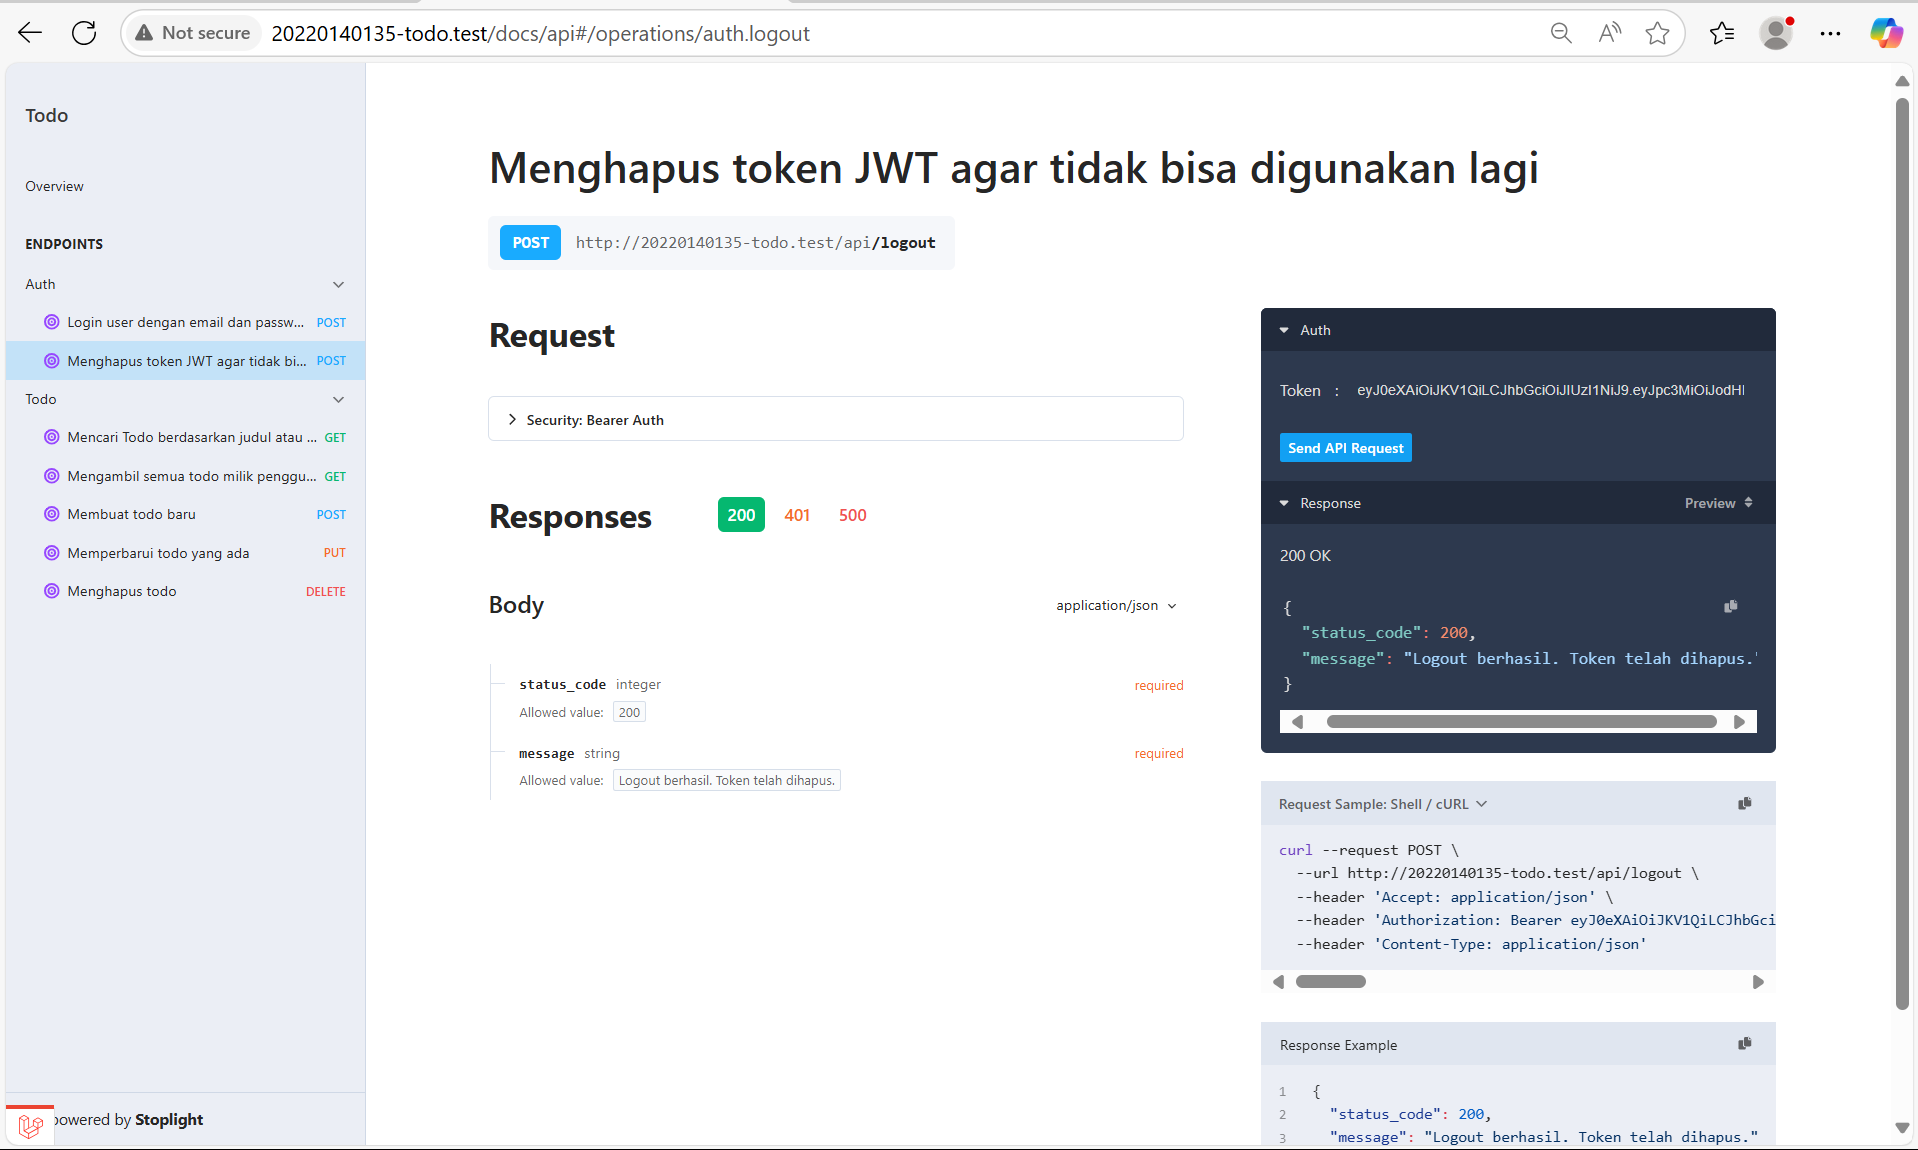 Not secure
20220140135-todo.test/docs/api#/operations/auth.logout
Todo
Overview
ENDPOINTS
Auth
Login user dengan email dan passw... POST
Menghapus token JWT agar tidak bi... POST
Todo
Mencari Todo berdasarkan judul atau ... GET
Mengambil semua todo milik penggu... GET
Membuat todo baru POST
Memperbarui todo yang ada PUT
Menghapus todo DELETE
powered by Stoplight
Menghapus token JWT agar tidak bisa digunakan lagi
POST http://20220140135-todo.test/api/logout
Request
Security: Bearer Auth
Responses 200 401 500
Body application/json
status_code integer required
Allowed value: 200
message string required
Allowed value: Logout berhasil. Token telah dihapus.
Auth
Token :
Send API Request
Response Preview
200 OK
{
"status_code": 200,
"message": "Logout berhasil. Token telah dihapus."
}
Request Sample: Shell / cURL
curl --request POST \
--url http://20220140135-todo.test/api/logout \
--header 'Accept: application/json' \
--header 'Authorization: Bearer eyJ0eXAiOiJKV1QiLCJhbGci
--header 'Content-Type: application/json'
Response Example
1 {
2 "status_code": 200,
3 "message": "Logout berhasil. Token telah dihapus."